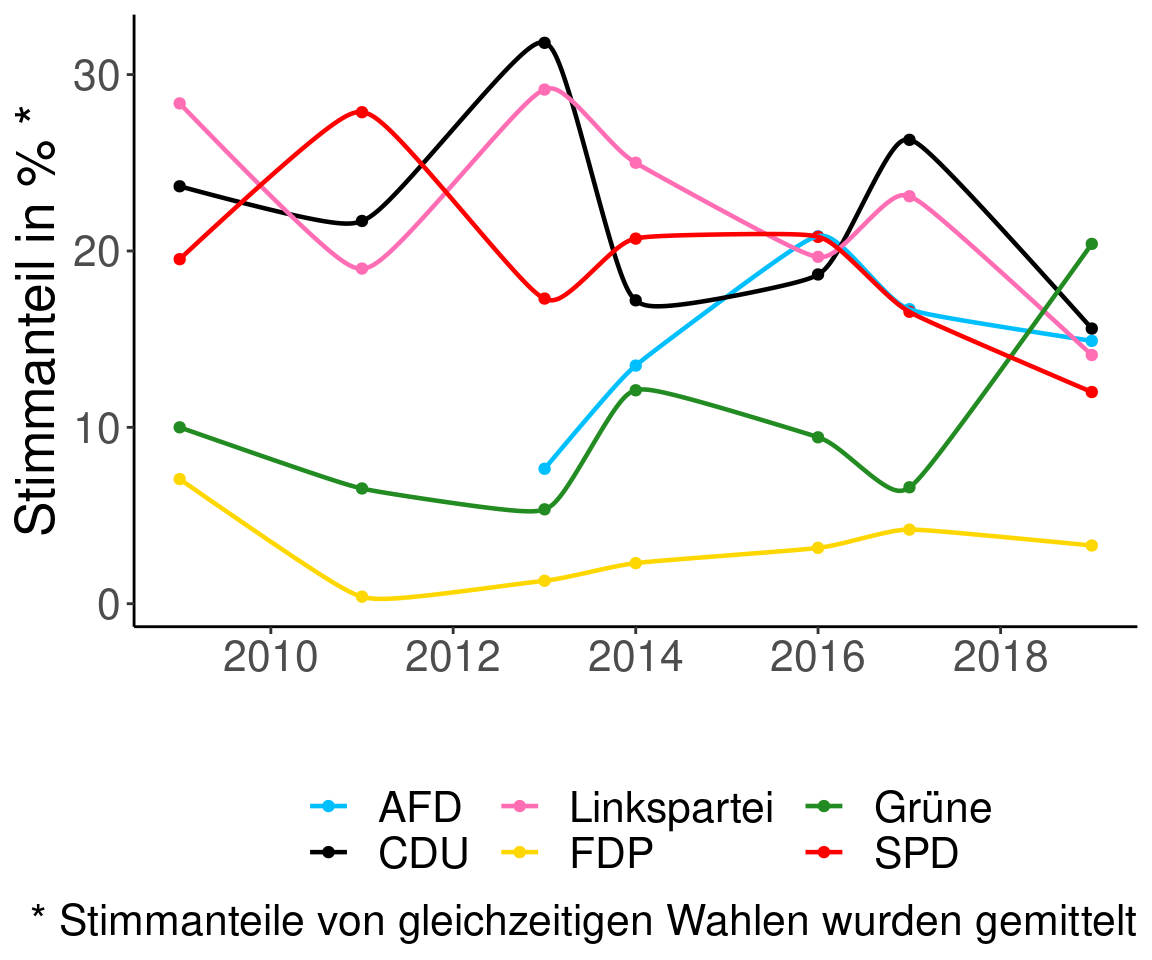 Stimmanteil in % *
30
20
10
0
2010 2012 2014 2016 2018
AFD Linkspartei Grüne
CDU FDP SPD
* Stimmanteile von gleichzeitigen Wahlen wurden gemittelt